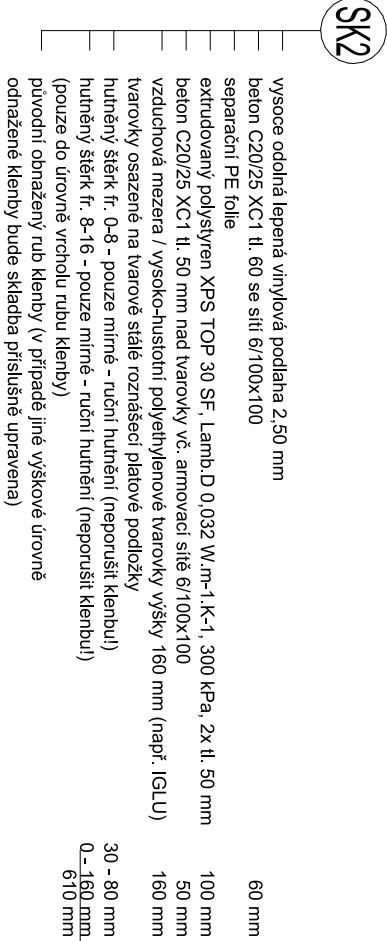 SK2
vysoce odolná lepená vinylová podlaha 2,50 mm
beton C20/25 XC1 tl. 60 se sítí 6/100x100 60 mm
separační PE folie
extrudovaný polystyren XPS TOP 30 SF, Lamb.D 0,032 W.m-1.K-1, 300 kPa, 2x tl. 50 mm 100 mm
beton C20/25 XC1 tl. 50 mm nad tvarovky vč. armovací sítě 6/100x100 50 mm
vzduchová mezera / vysoko-hustotní polyethylenové tvarovky výšky 160 mm (např. IGLU) 160 mm
tvarovky osazené na tvarově stálé roznášecí platové podložky
hutněný štěrk fr. 0-8 - pouze mírné - ruční hutnění (neporušit klenbu!) 30 - 80 mm
hutněný štěrk fr. 8-16 - pouze mírné - ruční hutnění (neporušit klenbu!) 0 - 160 mm
(pouze do úrovně vrcholu rubu klenby) 610 mm
původní obnažený rub klenby (v případě jiné výškové úrovně
odnažené klenby bude skladba příslušně upravena)